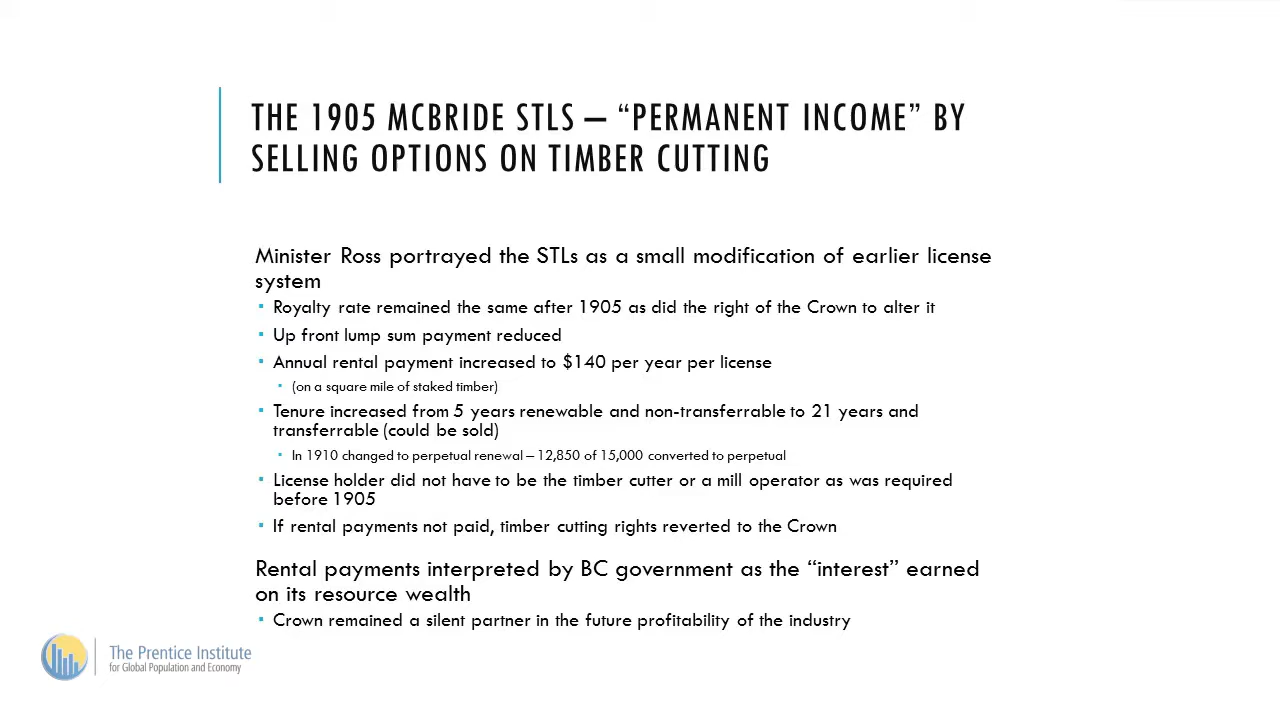 THE 1905 MCBRIDE STLS – “PERMANENT INCOME” BY
SELLING OPTIONS ON TIMBER CUTTING
Minister Ross portrayed the STLs as a small modification of earlier license
system
▪ Royalty rate remained the same after 1905 as did the right of the Crown to alter it
▪ Up front lump sum payment reduced
▪ Annual rental payment increased to $140 per year per license
▪ (on a square mile of staked timber)
▪ Tenure increased from 5 years renewable and non-transferrable to 21 years and
transferrable (could be sold)
▪ In 1910 changed to perpetual renewal – 12,850 of 15,000 converted to perpetual
▪ License holder did not have to be the timber cutter or a mill operator as was required
before 1905
▪ If rental payments not paid, timber cutting rights reverted to the Crown
Rental payments interpreted by BC government as the “interest” earned
on its resource wealth
▪ Crown remained a silent partner in the future profitability of the industry
The Prentice Institute
for Global Population and Economy